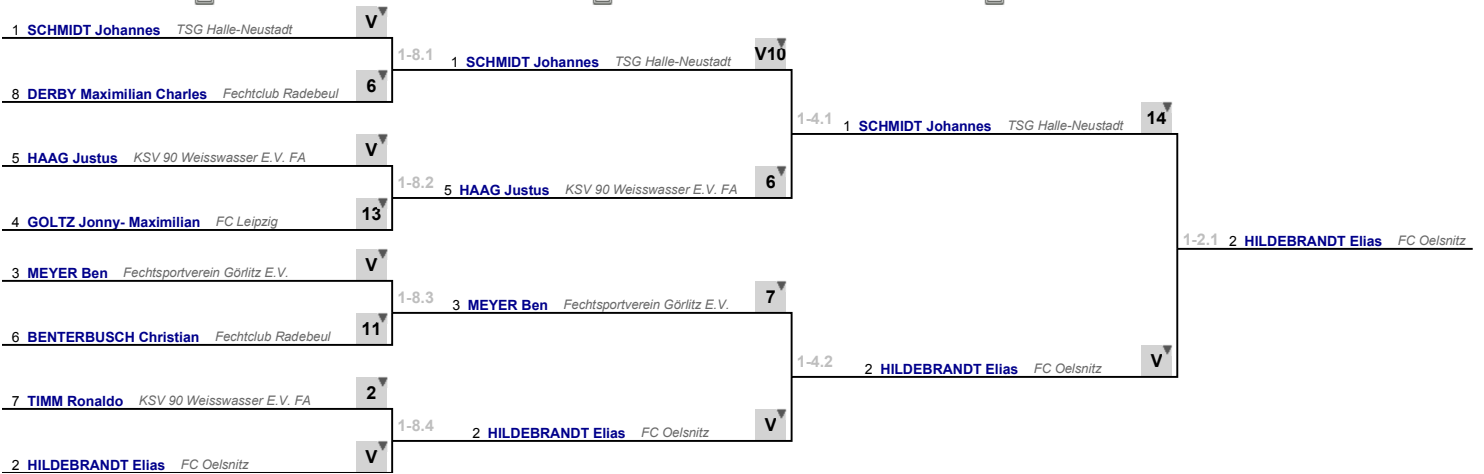 1 SCHMIDT Johannes TSG Halle-Neustadt V
8 DERBY Maximilian Charles Fechtclub Radebeul 6
5 HAAG Justus KSV 90 Weisswasser E.V. FA V
4 GOLTZ Jonny- Maximilian FC Leipzig 13
3 MEYER Ben Fechtsportverein Görlitz E.V. V
6 BENTERBUSCH Christian Fechtclub Radebeul 11
7 TIMM Ronaldo KSV 90 Weisswasser E.V. FA 2
2 HILDEBRANDT Elias FC Oelsnitz V
1-8.1 1 SCHMIDT Johannes TSG Halle-Neustadt V10
1-8.2 5 HAAG Justus KSV 90 Weisswasser E.V. FA 6
1-8.3 3 MEYER Ben Fechtsportverein Görlitz E.V. 7
1-8.4 2 HILDEBRANDT Elias FC Oelsnitz V
1-4.1 1 SCHMIDT Johannes TSG Halle-Neustadt 14
1-4.2 2 HILDEBRANDT Elias FC Oelsnitz V
1-2.1 2 HILDEBRANDT Elias FC Oelsnitz